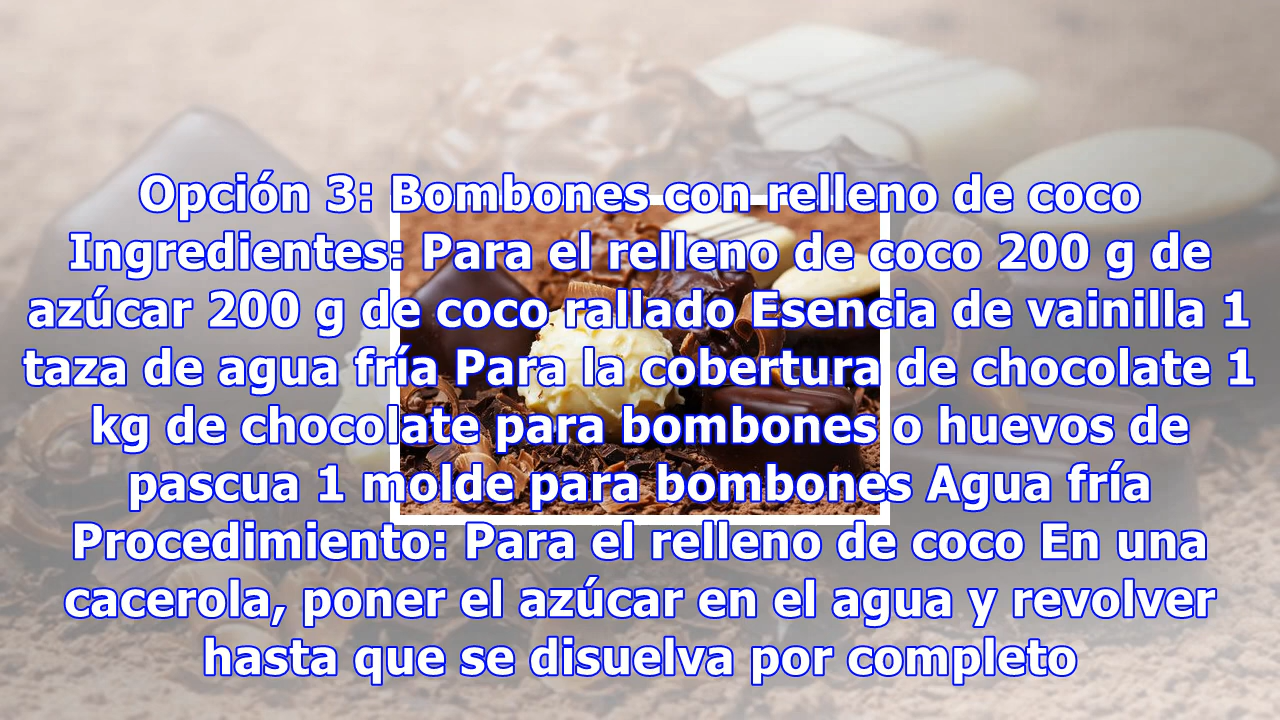 Opción 3: Bombones con relleno de coco
Ingredientes: Para el relleno de coco 200 g de
azúcar 200 g de coco rallado Esencia de vainilla 1
taza de agua fría Para la cobertura de chocolate 1
kg de chocolate para bombones o huevos de
pascua 1 molde para bombones Agua fría
Procedimiento: Para el relleno de coco En una
cacerola, poner el azúcar en el agua y revolver
hasta que se disuelva por completo